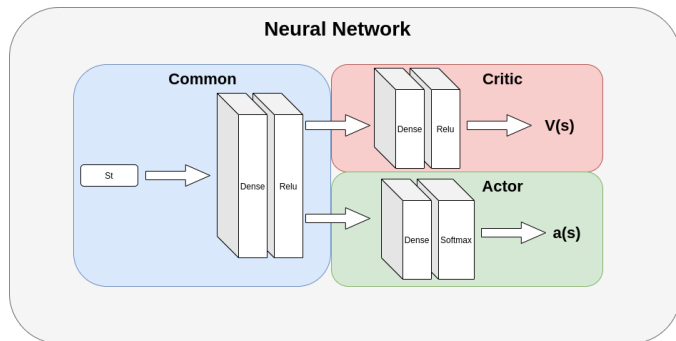 Neural Network
Common
Critic
St
Dense
Relu
Dense
Relu
V(s)
Actor
Dense
Softmax
a(s)